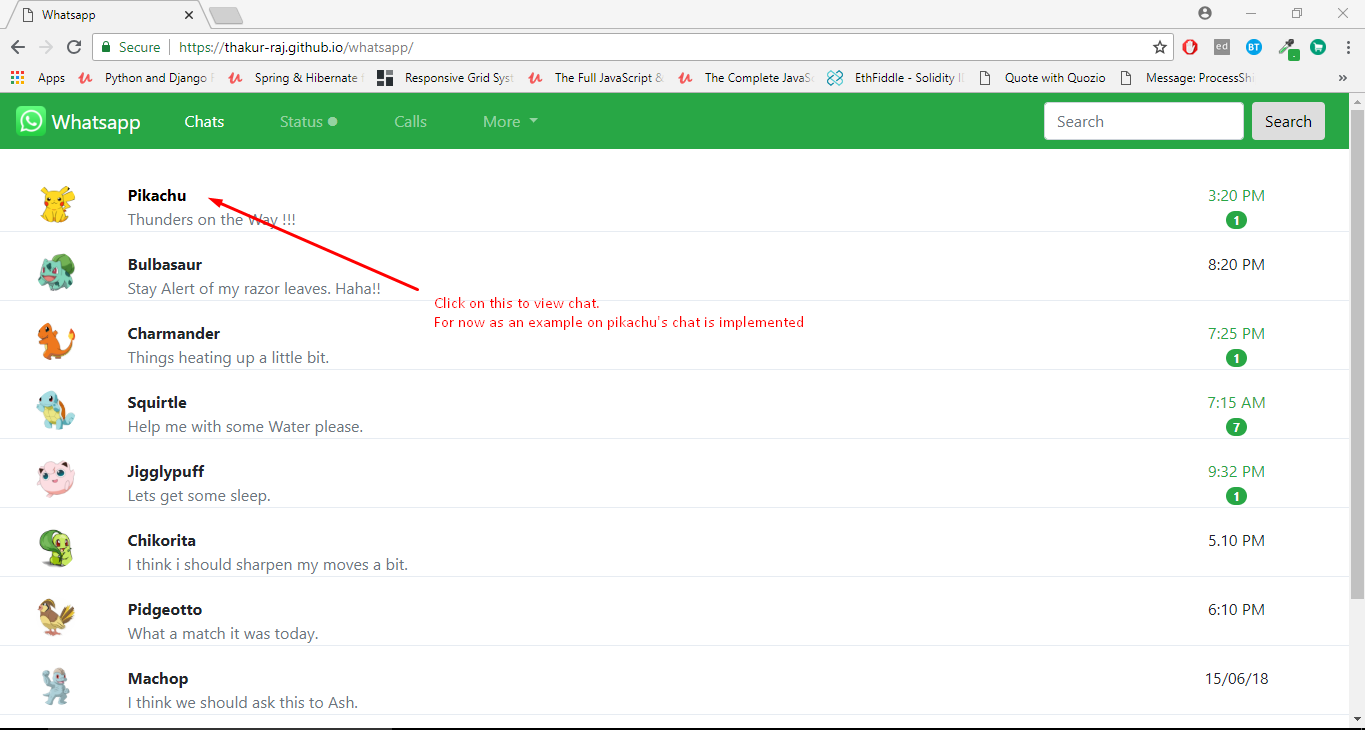 Whatsapp
Secure https://thakur-raj.github.io/whatsapp/
ed BT
Apps Python and Django Spring & Hibernate Responsive Grid Syst The Full JavaScript & The Complete JavaSc EthFiddle - Solidity I Quote with Quozio Message: ProcessShi »
Whatsapp Chats Status Calls More Search Search
Pikachu 3:20 PM
Thunders on the Way !!! 1
Bulbasaur 8:20 PM
Stay Alert of my razor leaves. Haha!!
Click on this to view chat.
For now as an example on pikachu's chat is implemented
Charmander 7:25 PM
Things heating up a little bit. 1
Squirtle 7:15 AM
Help me with some Water please. 7
Jigglypuff 9:32 PM
Lets get some sleep. 1
Chikorita 5.10 PM
I think i should sharpen my moves a bit.
Pidgeotto 6:10 PM
What a match it was today.
Machop 15/06/18
I think we should ask this to Ash.